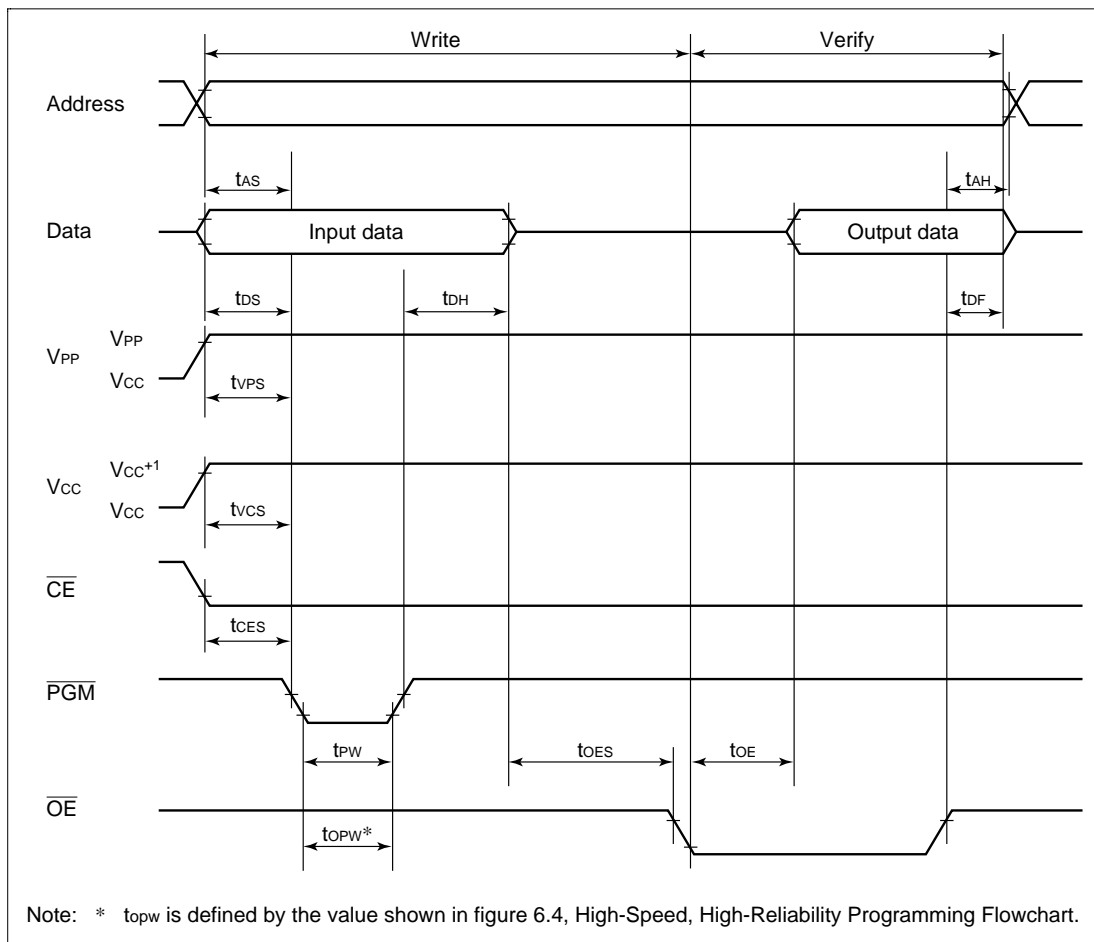 Write
Verify
Address
tAS
tAH
Data
Input data
Output data
tDS
tDH
tDF
VPP
VPP
VCC
tVPS
VCC
VCC+1
VCC
tVCS
CE
tCES
PGM
tPW
tOES
tOE
OE
tOPW*
Note: * topw is defined by the value shown in figure 6.4, High-Speed, High-Reliability Programming Flowchart.